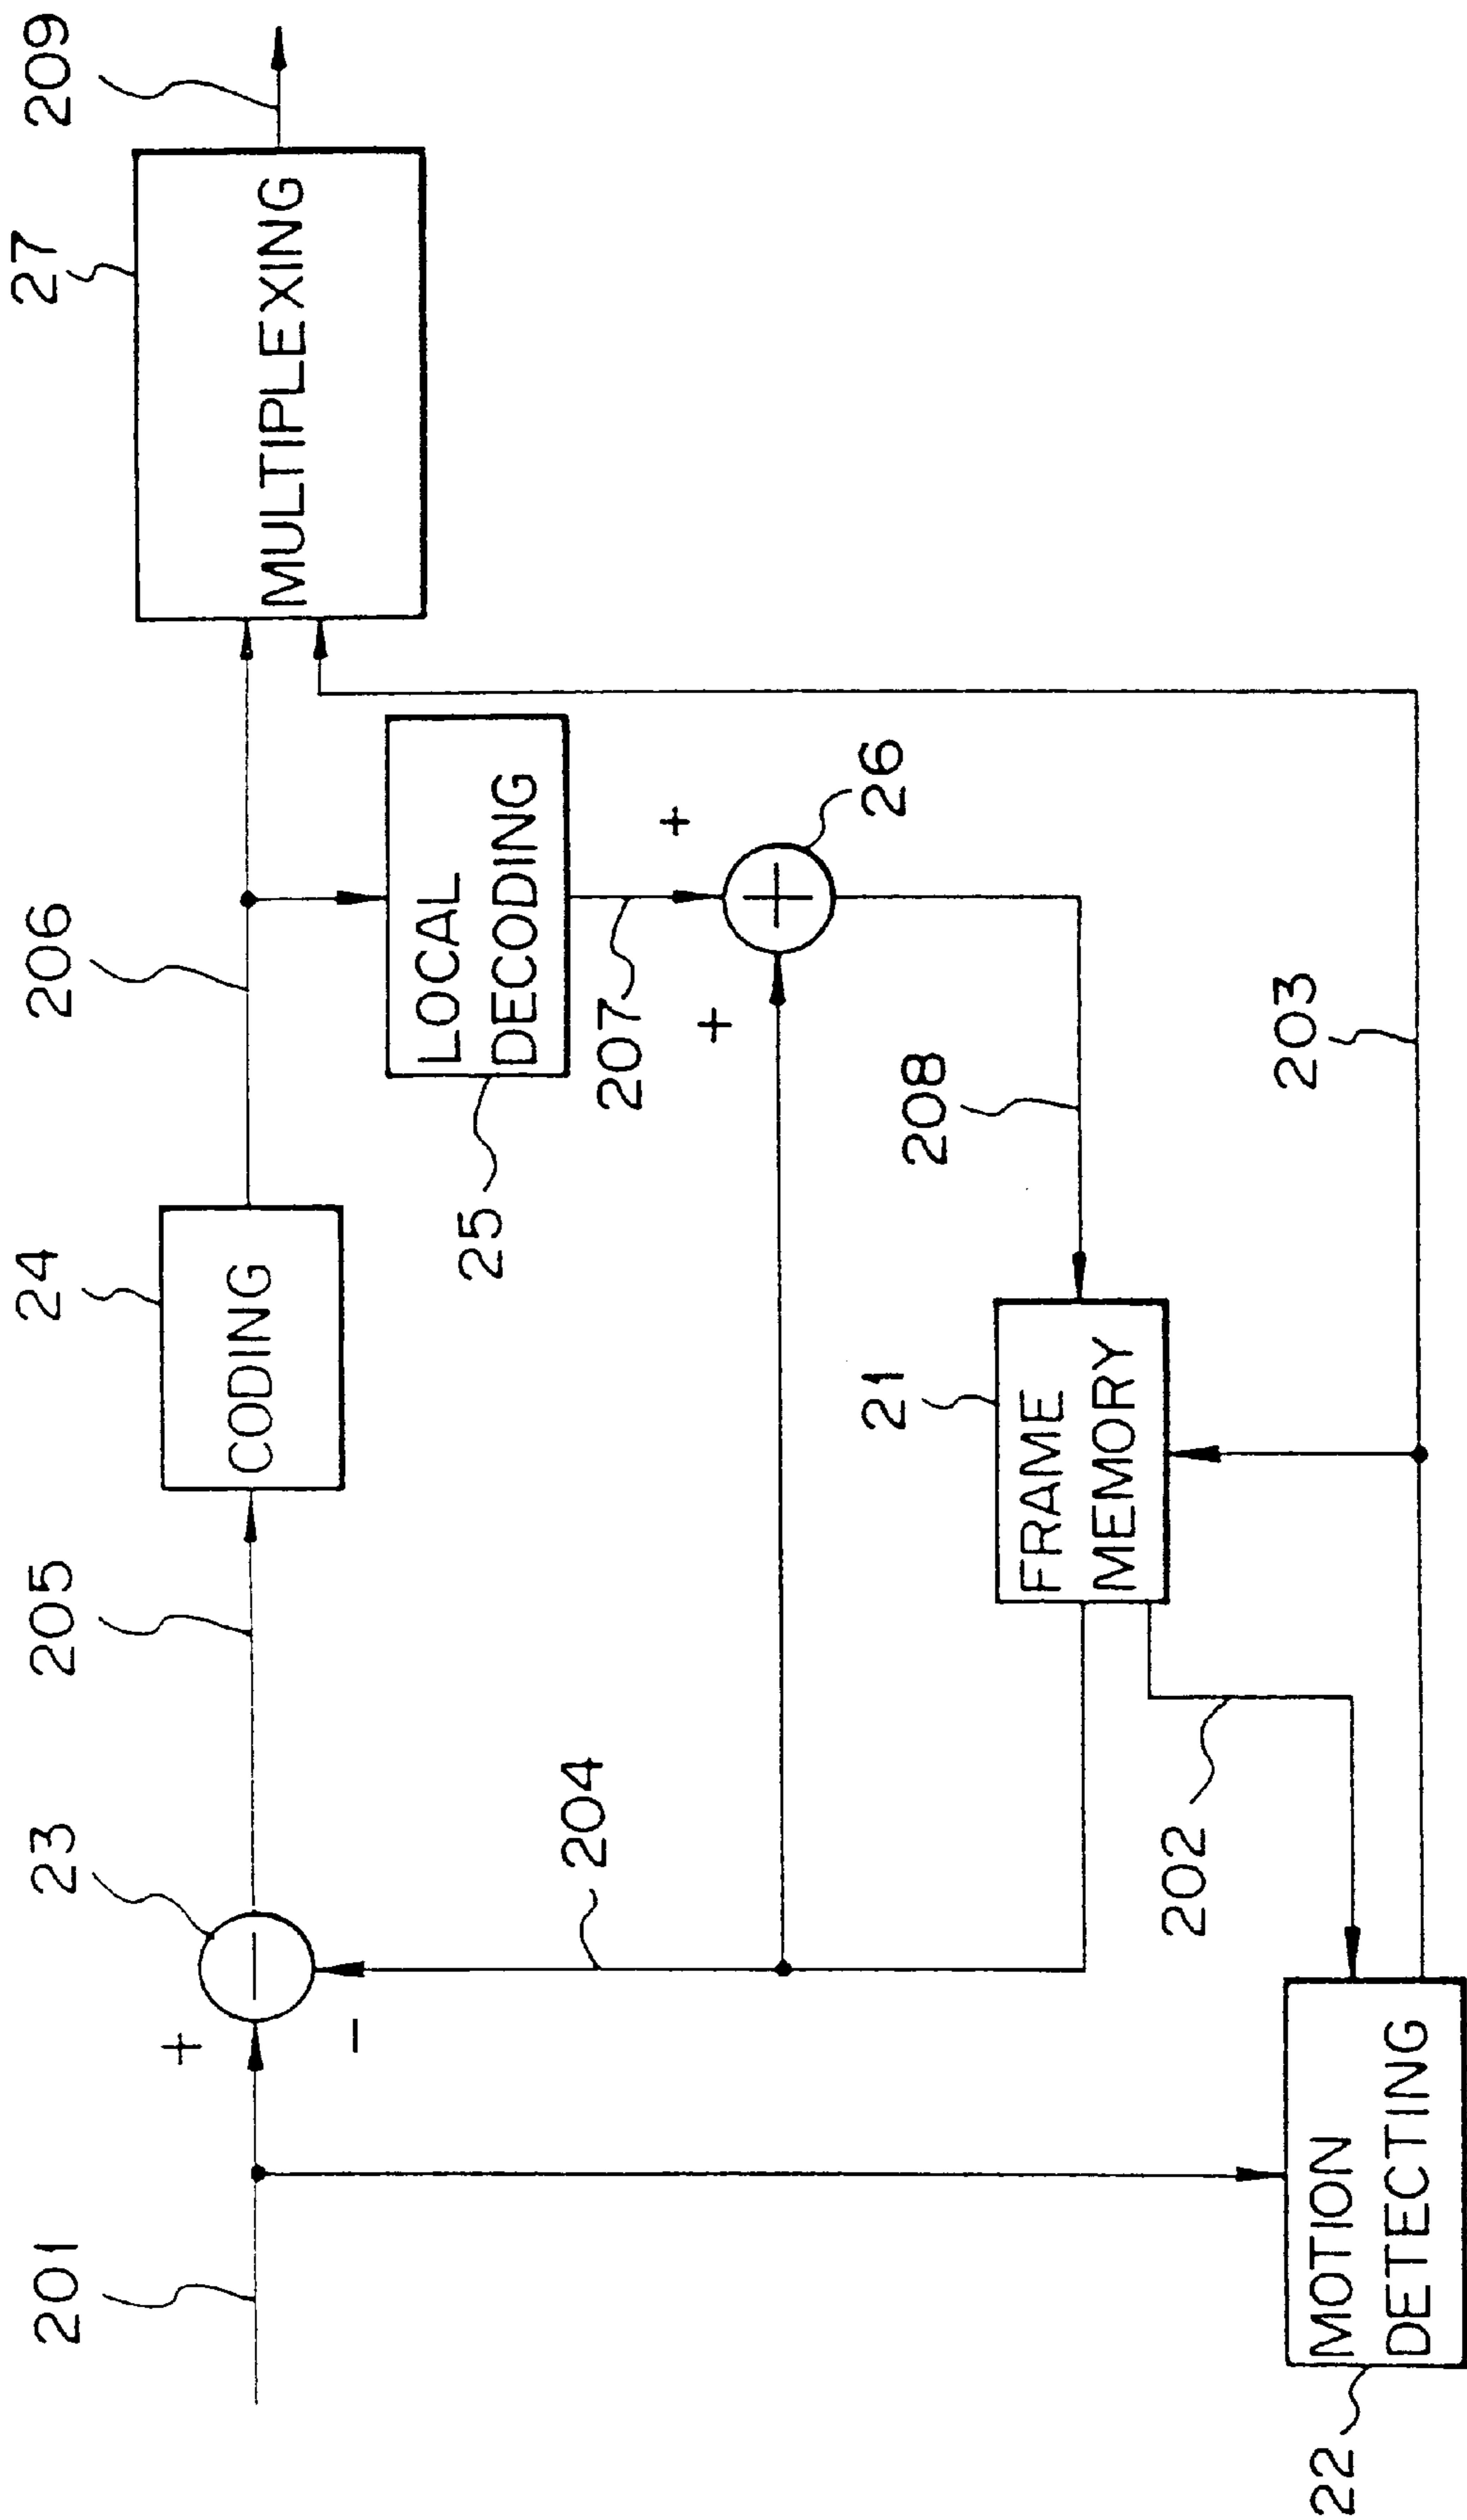 201
23
205
24
206
27
209
+
−
CODING
MULTIPLEXING
LOCAL
DECODING
25
207
+
+
26
204
21
208
FRAME
MEMORY
202
203
MOTION
DETECTING
22